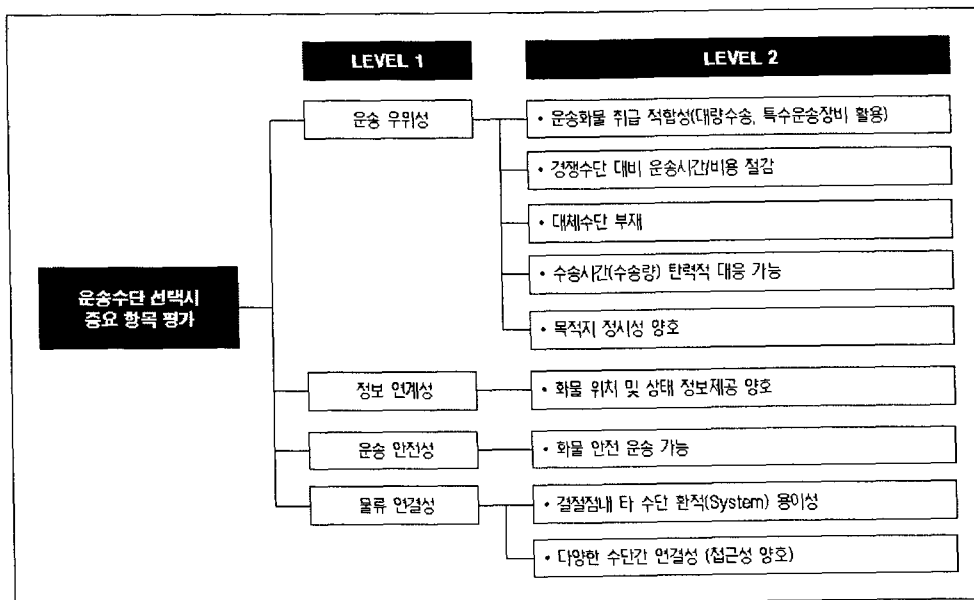 LEVEL 1
LEVEL 2
운송 우위성
• 운송화물 취급 적합성(대량수송, 특수운송장비 활용)
• 경쟁수단 대비 운송시간/비용 절감
• 대체수단 부재
• 수송시간(수송량) 탄력적 대응 가능
• 목적지 정시성 양호
운송수단 선택시
중요 항목 평가
정보 연계성
• 화물 위치 및 상태 정보제공 양호
운송 안전성
• 화물 안전 운송 가능
물류 연결성
• 결절점내 타 수단 환적(System) 용이성
• 다양한 수단간 연결성 (접근성 양호)